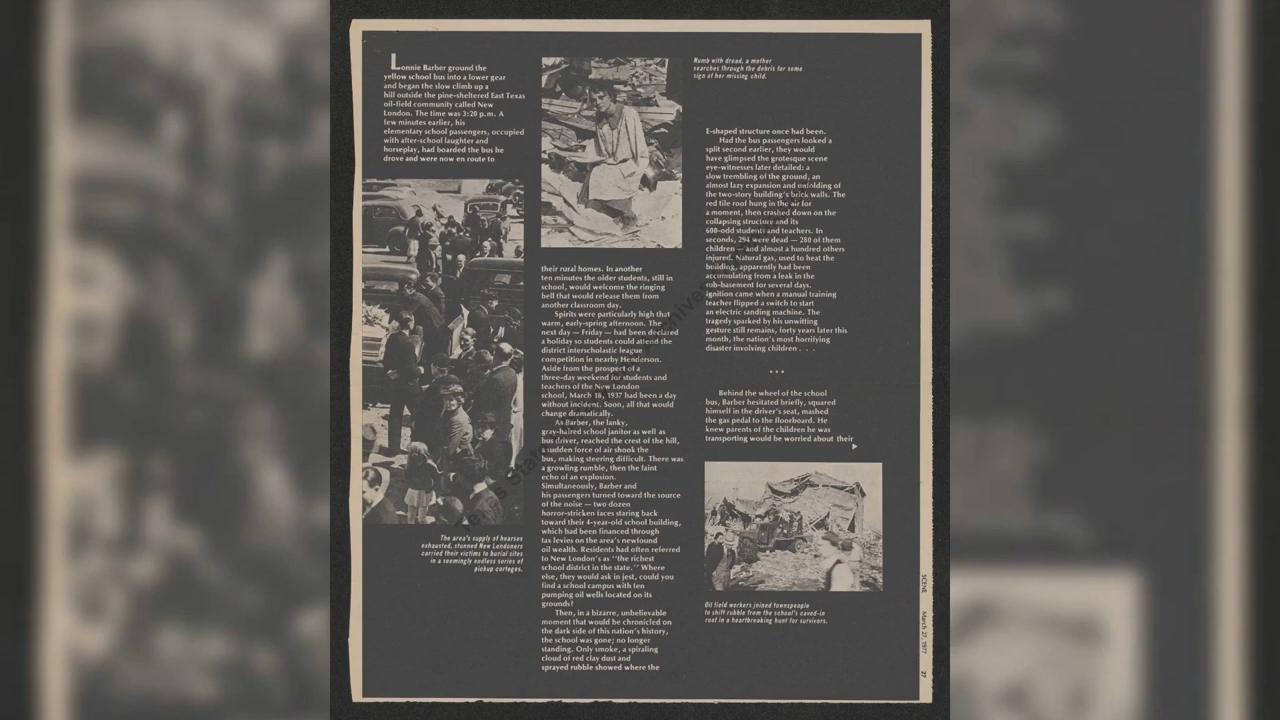 Lonnie Barber ground the
yellow school bus into a lower gear
and began the slow climb up a
hill outside the pine-sheltered East Texas
oil-field community called New
London. The time was 3:20 p.m. A
few minutes earlier, his
elementary school passengers, occupied
with after-school laughter and
horseplay, had boarded the bus he
drove and were now en route to
The area's supply of hearses
exhausted, stunned New Londoners
carried their victims to burial sites
in a seemingly endless series of
pickup corteges.
their rural homes. In another
ten minutes the older students, still in
school, would welcome the ringing
bell that would release them from
another classroom day.
Spirits were particularly high that
warm, early-spring afternoon. The
next day — Friday — had been declared
a holiday so students could attend the
district interscholastic league
competition in nearby Henderson.
Aside from the prospect of a
three-day weekend for students and
teachers of the New London
school, March 18, 1937 had been a day
without incident. Soon, all that would
change dramatically.
As Barber, the lanky,
gray-haired school janitor as well as
bus driver, reached the crest of the hill,
a sudden force of air shook the
bus, making steering difficult. There was
a growling rumble, then the faint
echo of an explosion.
Simultaneously, Barber and
his passengers turned toward the source
of the noise — two dozen
horror-stricken faces staring back
toward their 4-year-old school building,
which had been financed through
tax levies on the area's newfound
oil wealth. Residents had often referred
to New London's as "the richest
school district in the state." Where
else, they would ask in jest, could you
find a school campus with ten
pumping oil wells located on its
grounds?
Then, in a bizarre, unbelievable
moment that would be chronicled on
the dark side of this nation's history,
the school was gone; no longer
standing. Only smoke, a spiraling
cloud of red clay dust and
sprayed rubble showed where the
Numb with dread, a mother
searches through the debris for some
sign of her missing child.
E-shaped structure once had been.
Had the bus passengers looked a
split second earlier, they would
have glimpsed the grotesque scene
eye-witnesses later detailed: a
slow trembling of the ground, an
almost lazy expansion and unfolding of
the two-story building's brick walls. The
red tile roof hung in the air for
a moment, then crashed down on the
collapsing structure and its
600-odd students and teachers. In
seconds, 294 were dead — 280 of them
children — and almost a hundred others
injured. Natural gas, used to heat the
building, apparently had been
accumulating from a leak in the
sub-basement for several days.
Ignition came when a manual training
teacher flipped a switch to start
an electric sanding machine. The
tragedy sparked by his unwitting
gesture still remains, forty years later this
month, the nation's most horrifying
disaster involving children . . .
• • •
Behind the wheel of the school
bus, Barber hesitated briefly, squared
himself in the driver's seat, mashed
the gas pedal to the floorboard. He
knew parents of the children he was
transporting would be worried about their
Oil field workers joined townspeople
to shift rubble from the school's caved-in
roof in a heartbreaking hunt for survivors.
SCENE March 27, 1977 27